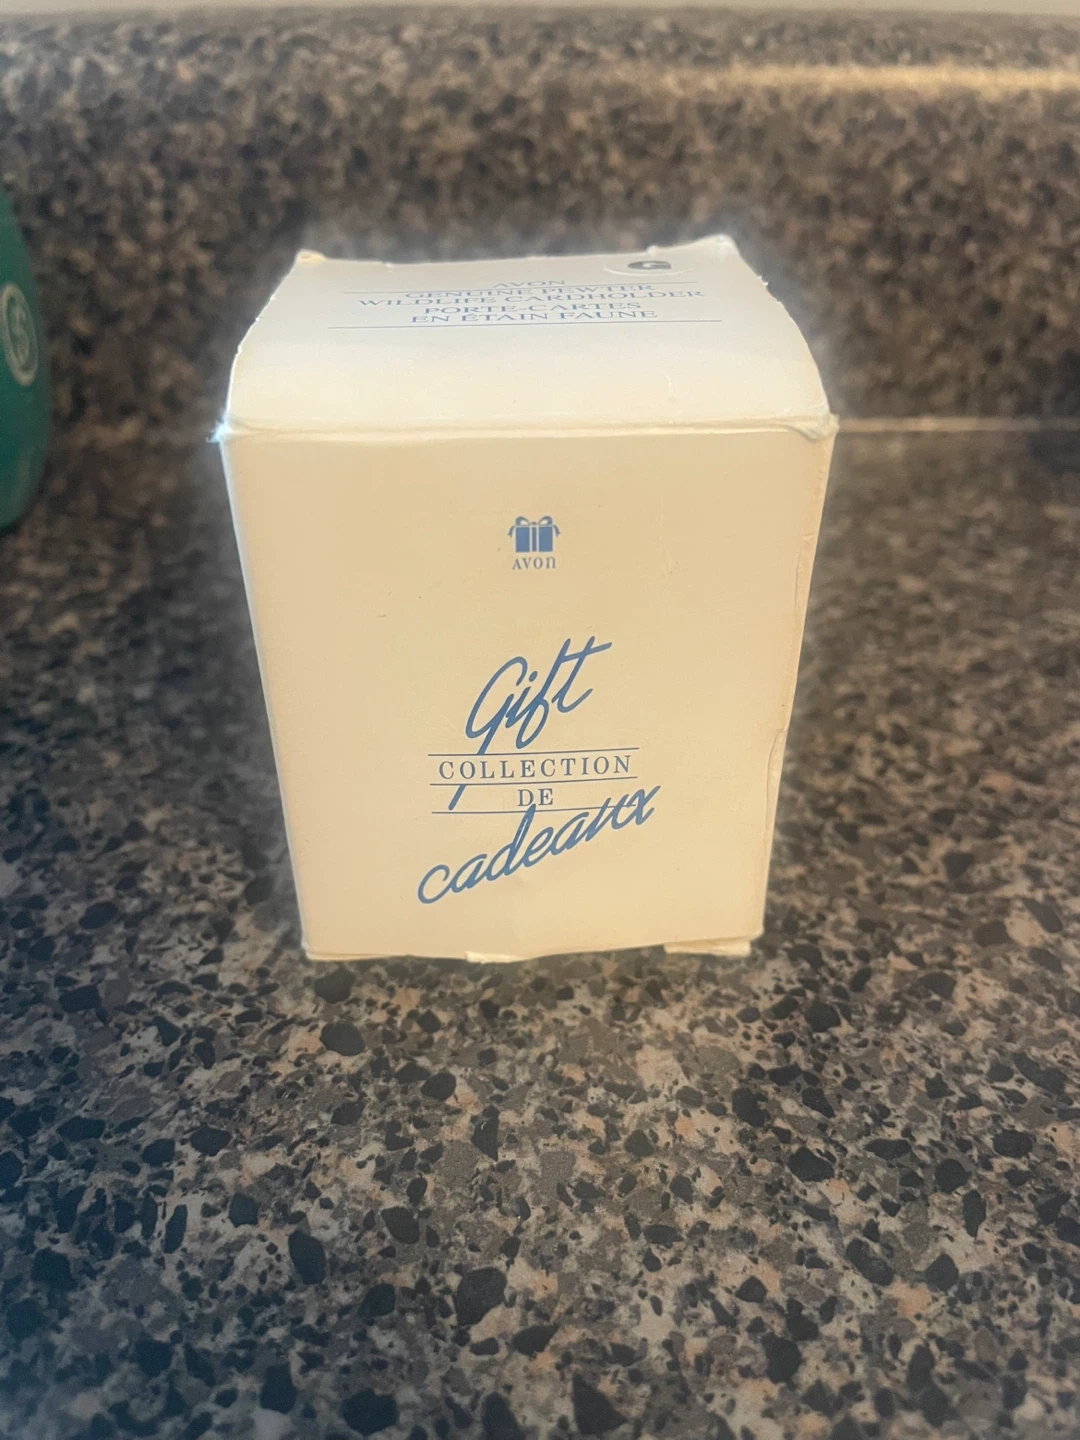 AVON
GENUINE PEWTER
WILDLIFE CARDHOLDER
PORTE-CARTES
EN ÉTAIN FAUNE
AVON
Gift
COLLECTION
DE
cadeaux